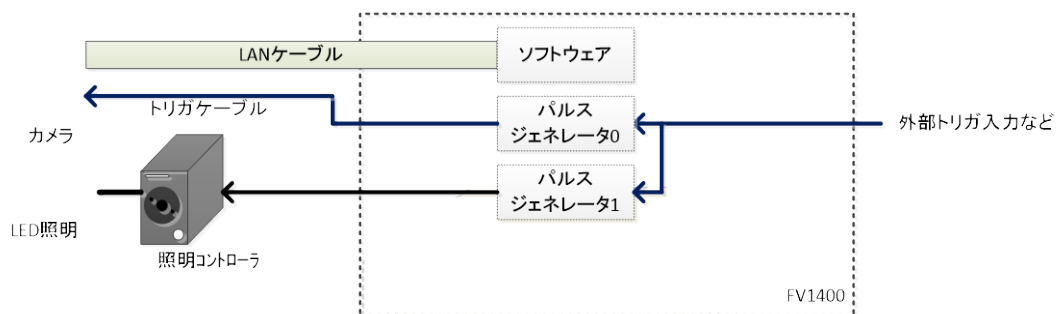 LANケーブル
ソフトウェア
トリガケーブル
パルス
ジェネレータ0
外部トリガ入力など
カメラ
パルス
ジェネレータ1
LED照明
照明コントローラ
FV1400